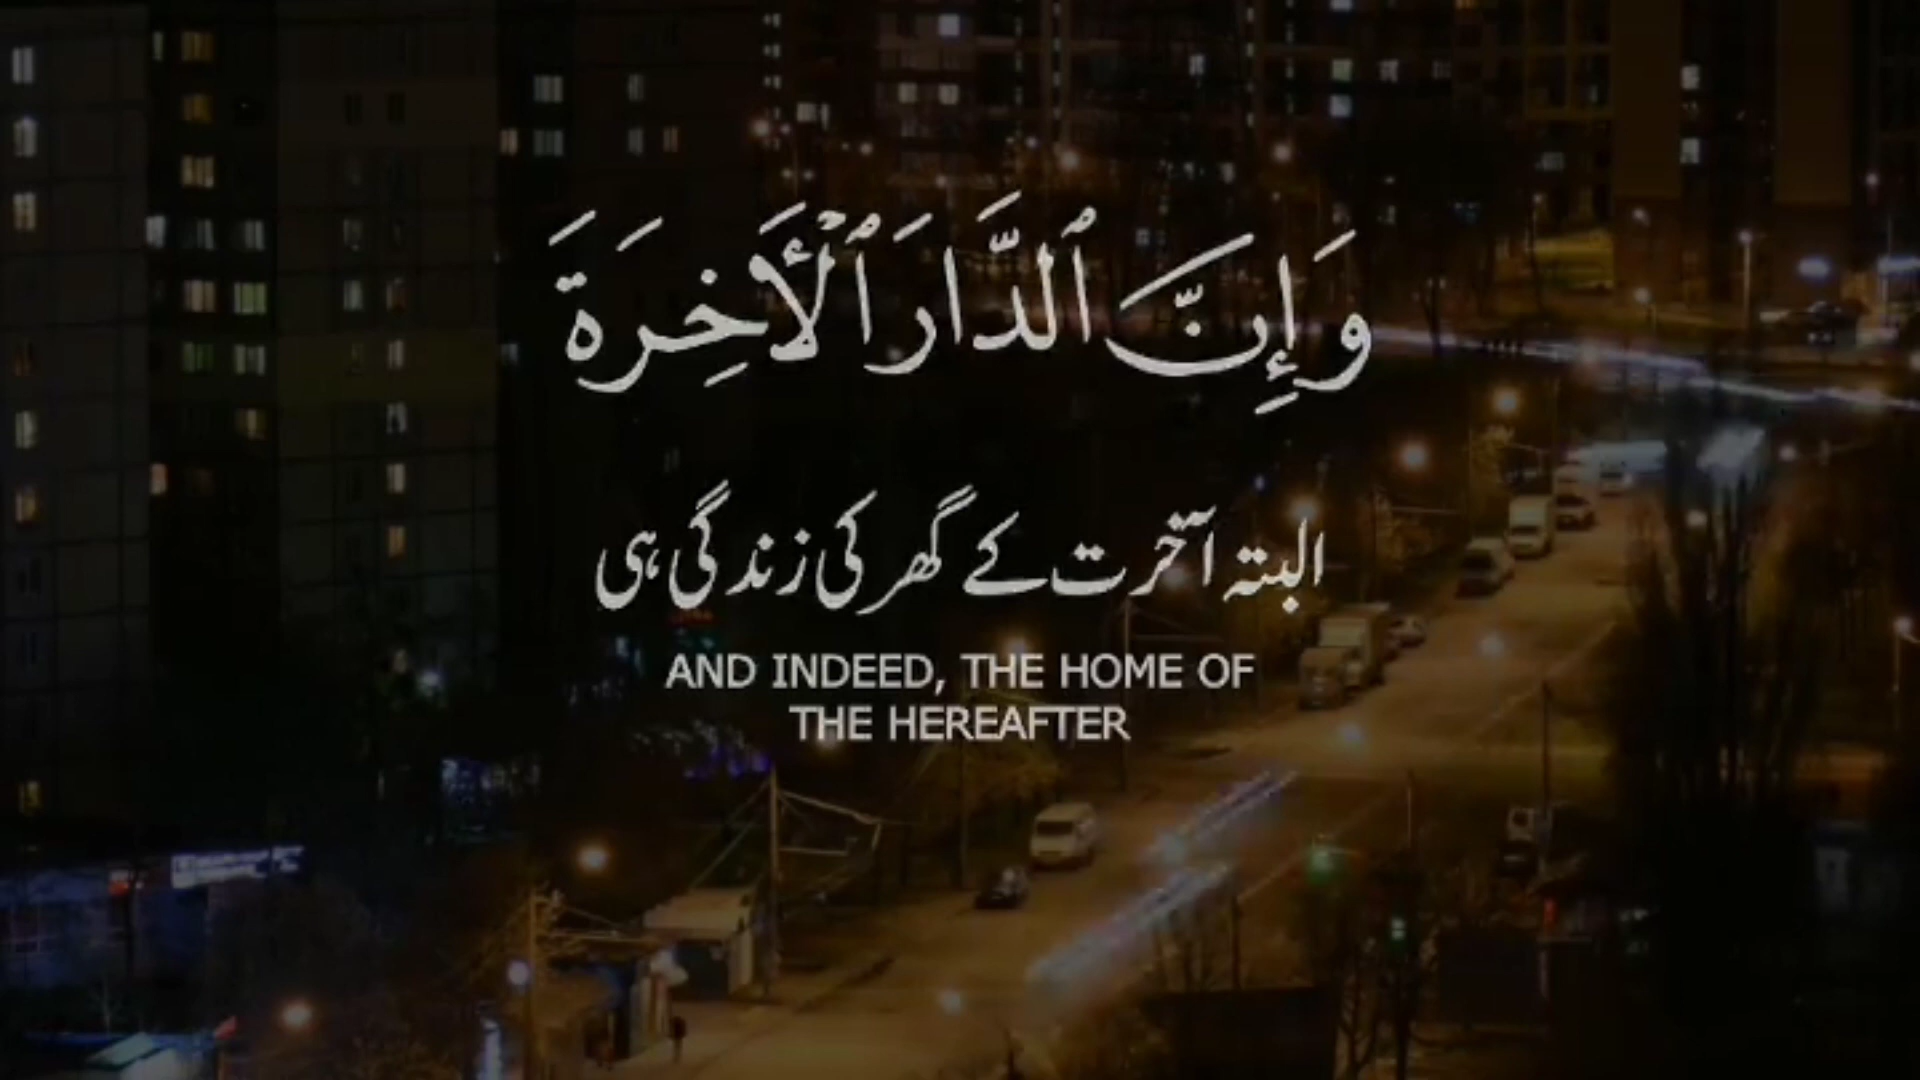 وَإِنَّ ٱلدَّارَ ٱلْأَخِرَةَ
البتہ آخرت کے گھر کی زندگی ہی
AND INDEED, THE HOME OF
THE HEREAFTER